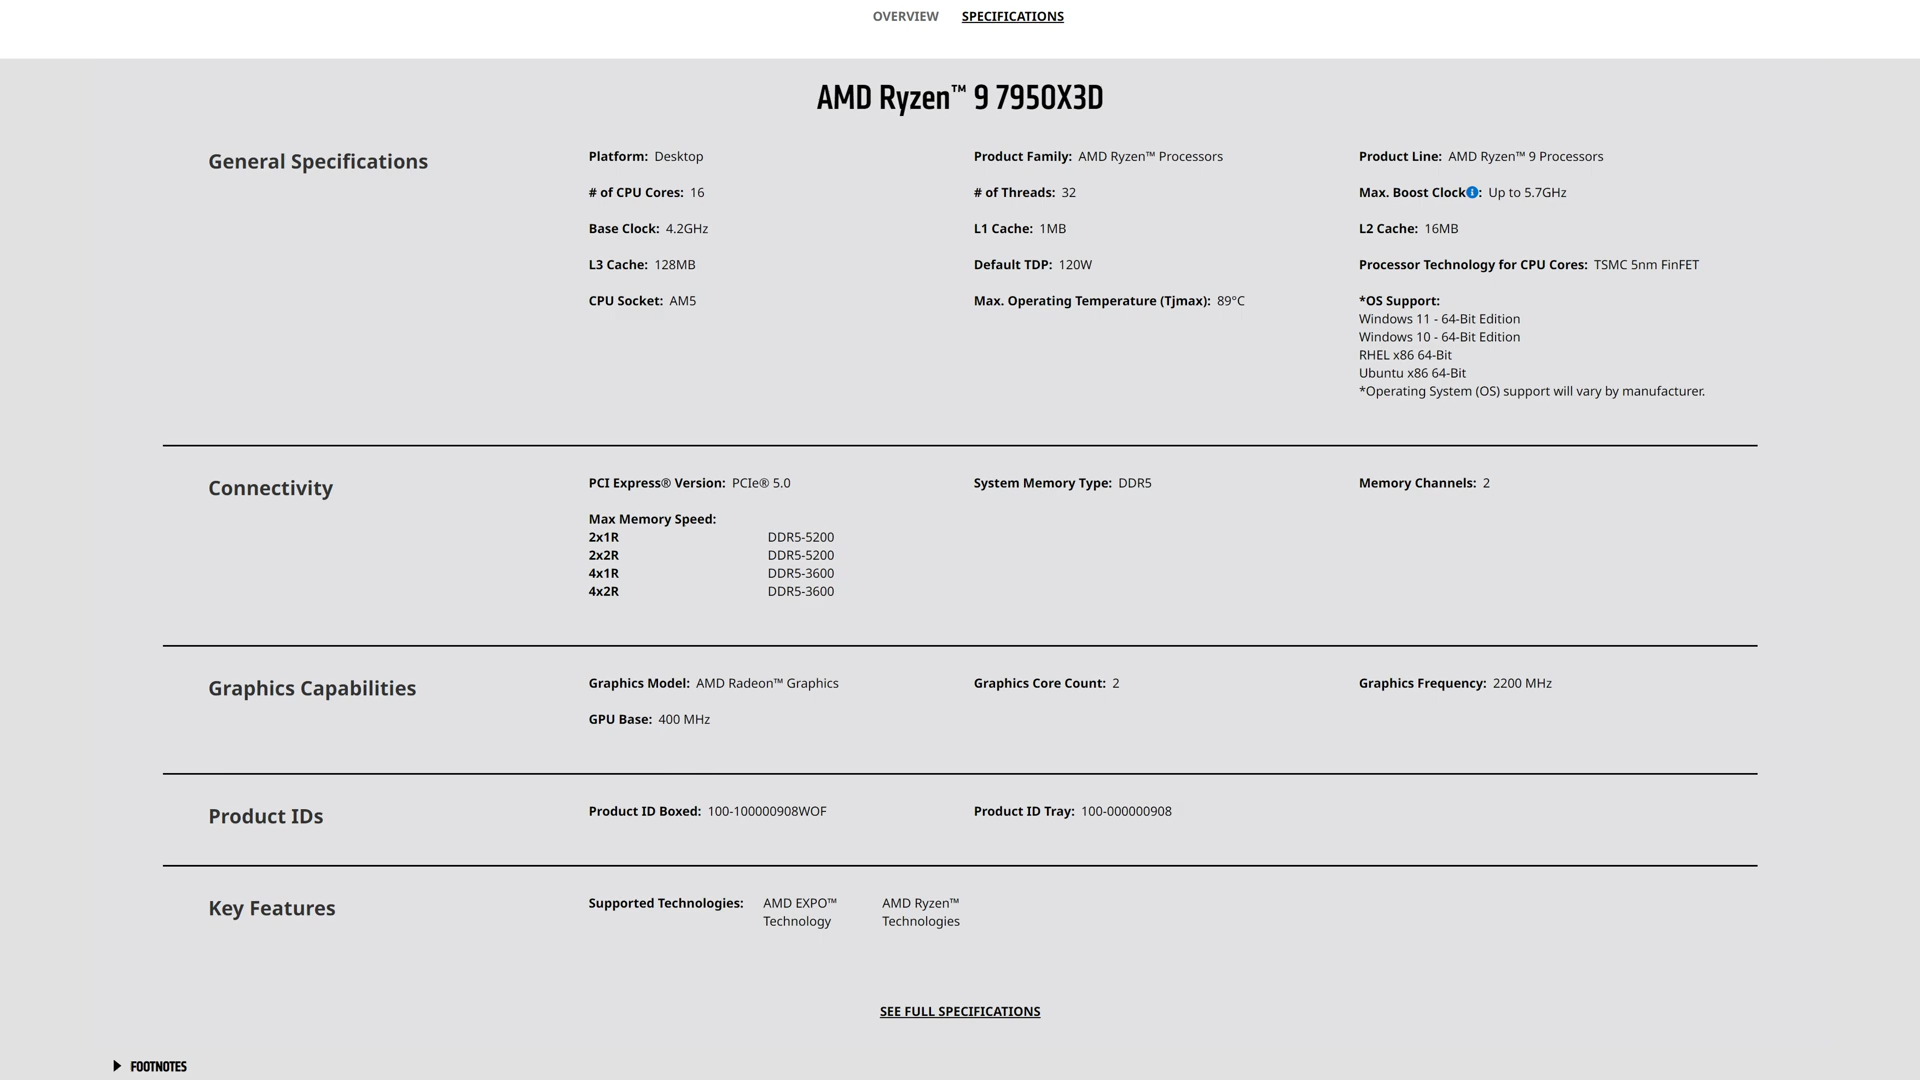 OVERVIEW SPECIFICATIONS
AMD Ryzen™ 9 7950X3D
General Specifications
Platform: Desktop Product Family: AMD Ryzen™ Processors Product Line: AMD Ryzen™ 9 Processors
# of CPU Cores: 16 # of Threads: 32 Max. Boost Clock: Up to 5.7GHz
Base Clock: 4.2GHz L1 Cache: 1MB L2 Cache: 16MB
L3 Cache: 128MB Default TDP: 120W Processor Technology for CPU Cores: TSMC 5nm FinFET
CPU Socket: AM5 Max. Operating Temperature (Tjmax): 89°C *OS Support:
Windows 11 - 64-Bit Edition
Windows 10 - 64-Bit Edition
RHEL x86 64-Bit
Ubuntu x86 64-Bit
*Operating System (OS) support will vary by manufacturer.
Connectivity
PCI Express® Version: PCIe® 5.0 System Memory Type: DDR5 Memory Channels: 2
Max Memory Speed:
2x1R DDR5-5200
2x2R DDR5-5200
4x1R DDR5-3600
4x2R DDR5-3600
Graphics Capabilities
Graphics Model: AMD Radeon™ Graphics Graphics Core Count: 2 Graphics Frequency: 2200 MHz
GPU Base: 400 MHz
Product IDs
Product ID Boxed: 100-100000908WOF Product ID Tray: 100-000000908
Key Features
Supported Technologies: AMD EXPO™ AMD Ryzen™
Technology Technologies
SEE FULL SPECIFICATIONS
FOOTNOTES